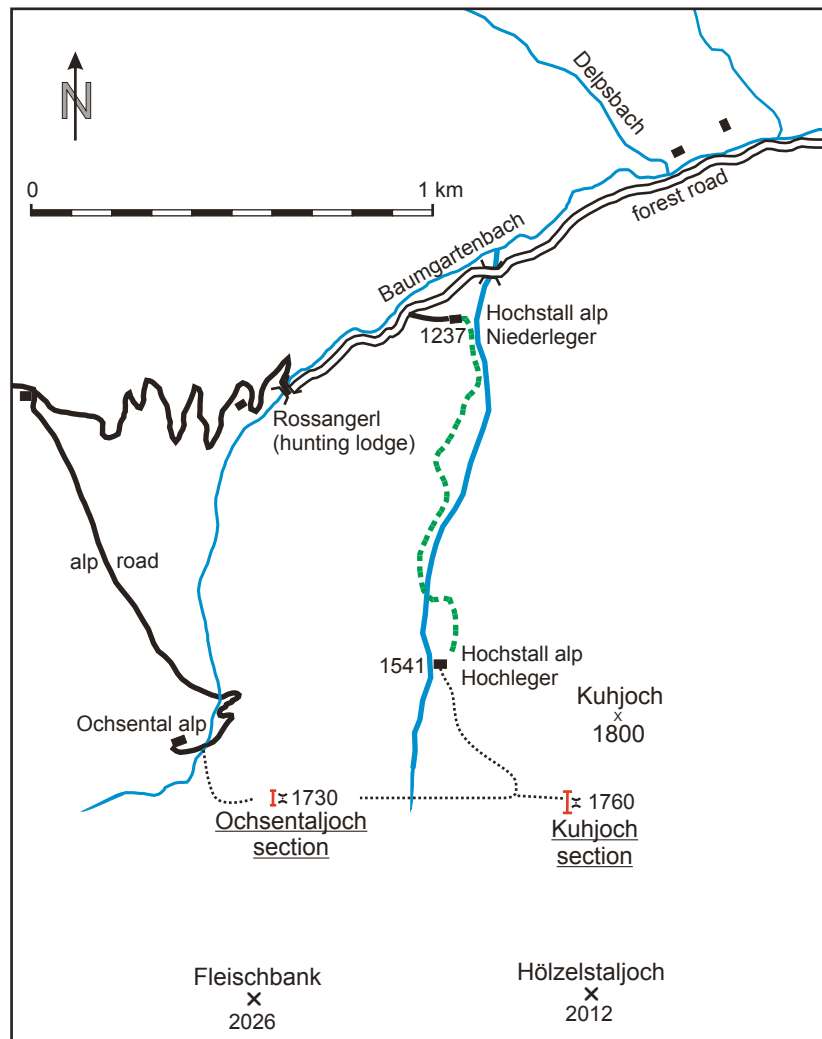 N
Delpsbach
0
1 km
forest road
Baumgartenbach
Hochstall alp
Niederleger
1237
Rossangerl
(hunting lodge)
alp road
Hochstall alp
Hochleger
1541
Kuhjoch
x
1800
Ochsental alp
1730
Ochsentaljoch
section
1760
Kuhjoch
section
Fleischbank
2026
Hölzelstaljoch
2012